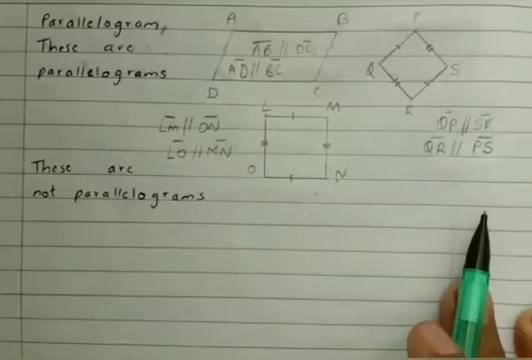 Parallelogram,
These are
parallelograms
A B
AB // DC
AD // BC
D C
P
Q S
R
L M
LM // ON
LO // MN
O N
QP // SR
QR // PS
These are
not parallelograms